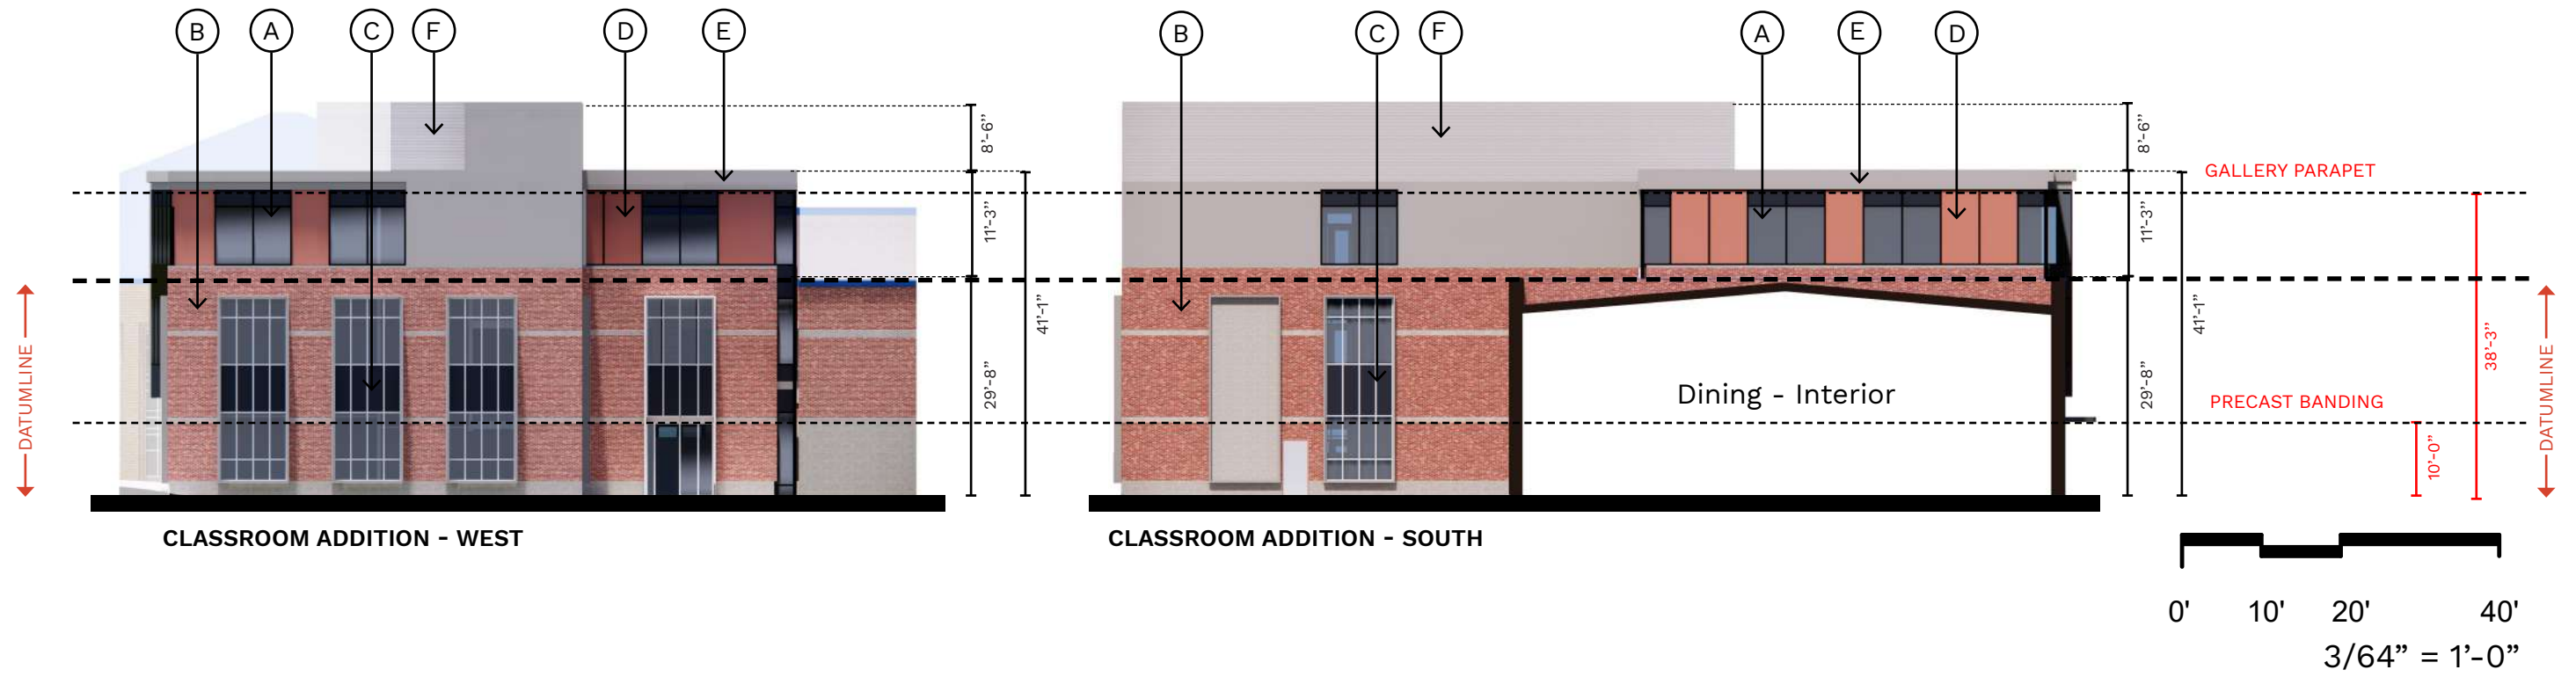 B A C F D E
B C F A E D
8'-6"
11'-3"
29'-8"
41'-1"
8'-6"
11'-3"
29'-8"
41'-1"
GALLERY PARAPET
38'-3"
PRECAST BANDING
10'-0"
DATUMLINE
DATUMLINE
Dining - Interior
CLASSROOM ADDITION - WEST
CLASSROOM ADDITION - SOUTH
0' 10' 20' 40'
3/64" = 1'-0"